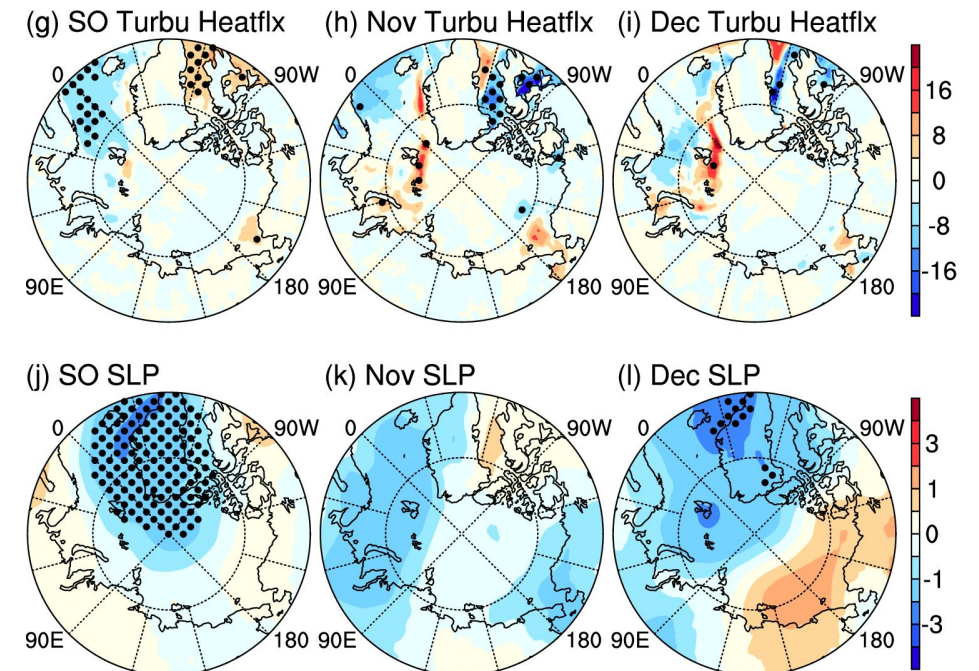 (g) SO Turbu Heatflx (h) Nov Turbu Heatflx (i) Dec Turbu Heatflx
0 90W 0 90W 0 90W
90E 180 90E 180 90E 180
16
8
0
-8
-16
(j) SO SLP (k) Nov SLP (l) Dec SLP
0 90W 0 90W 0 90W
90E 180 90E 180 90E 180
3
1
0
-1
-3